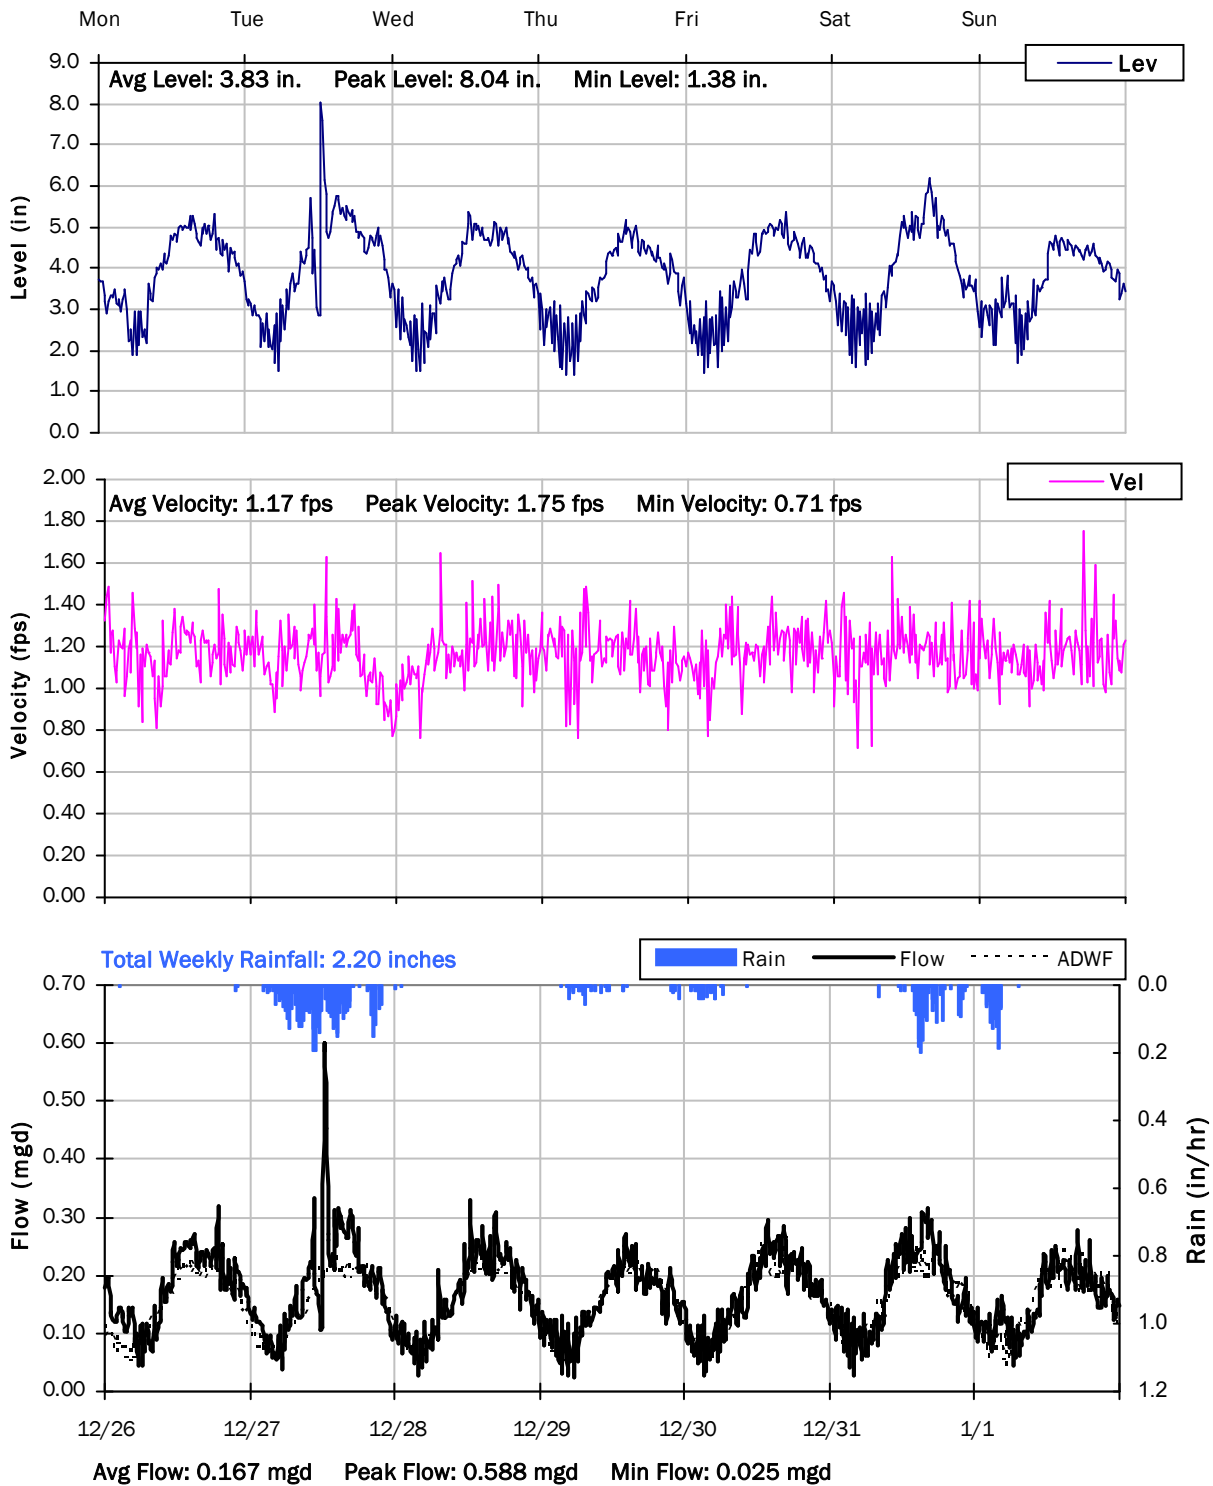 Mon Tue Wed Thu Fri Sat Sun
9.0
Avg Level: 3.83 in. Peak Level: 8.04 in. Min Level: 1.38 in.
Lev
8.0
7.0
6.0
5.0
4.0
3.0
2.0
1.0
0.0
Level (in)
2.00
Vel
Avg Velocity: 1.17 fps Peak Velocity: 1.75 fps Min Velocity: 0.71 fps
1.80
1.60
1.40
1.20
1.00
0.80
0.60
0.40
0.20
0.00
Velocity (fps)
Total Weekly Rainfall: 2.20 inches
Rain Flow ADWF
0.70
0.60
0.50
0.40
0.30
0.20
0.10
0.00
Flow (mgd)
0.0
0.2
0.4
0.6
0.8
1.0
1.2
Rain (in/hr)
12/26 12/27 12/28 12/29 12/30 12/31 1/1
Avg Flow: 0.167 mgd Peak Flow: 0.588 mgd Min Flow: 0.025 mgd